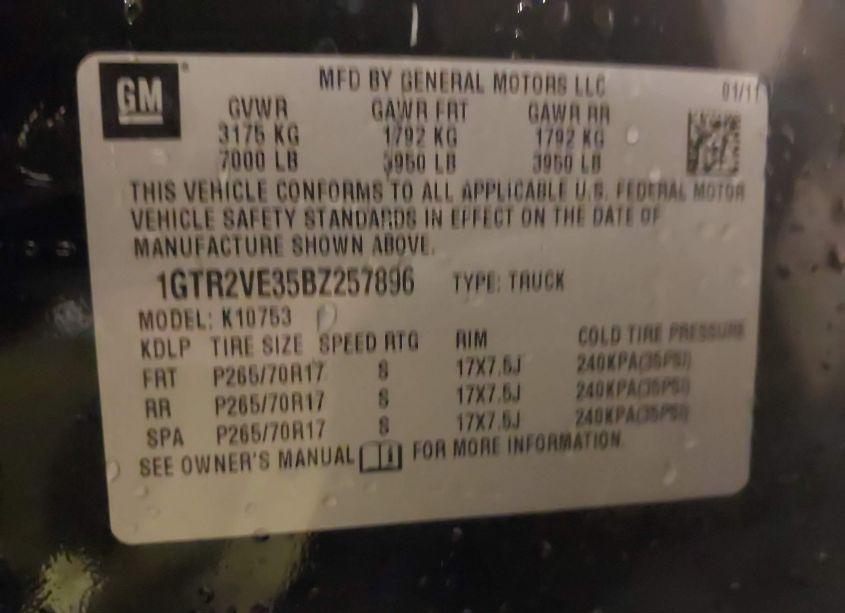 GM MFD BY GENERAL MOTORS LLC 01/11
GVWR GAWR FRT GAWR RR
3175 KG 1792 KG 1792 KG
7000 LB 3950 LB 3950 LB
THIS VEHICLE CONFORMS TO ALL APPLICABLE U.S. FEDERAL MOTOR
VEHICLE SAFETY STANDARDS IN EFFECT ON THE DATE OF
MANUFACTURE SHOWN ABOVE.
1GTR2VE35BZ257896 TYPE: TRUCK
MODEL: K10753
KDLP TIRE SIZE SPEED RTG RIM COLD TIRE PRESSURE
FRT P265/70R17 S 17X7.5J 240KPA(35PSI)
RR P265/70R17 S 17X7.5J 240KPA(35PSI)
SPA P265/70R17 S 17X7.5J 240KPA(35PSI)
SEE OWNER'S MANUAL FOR MORE INFORMATION.